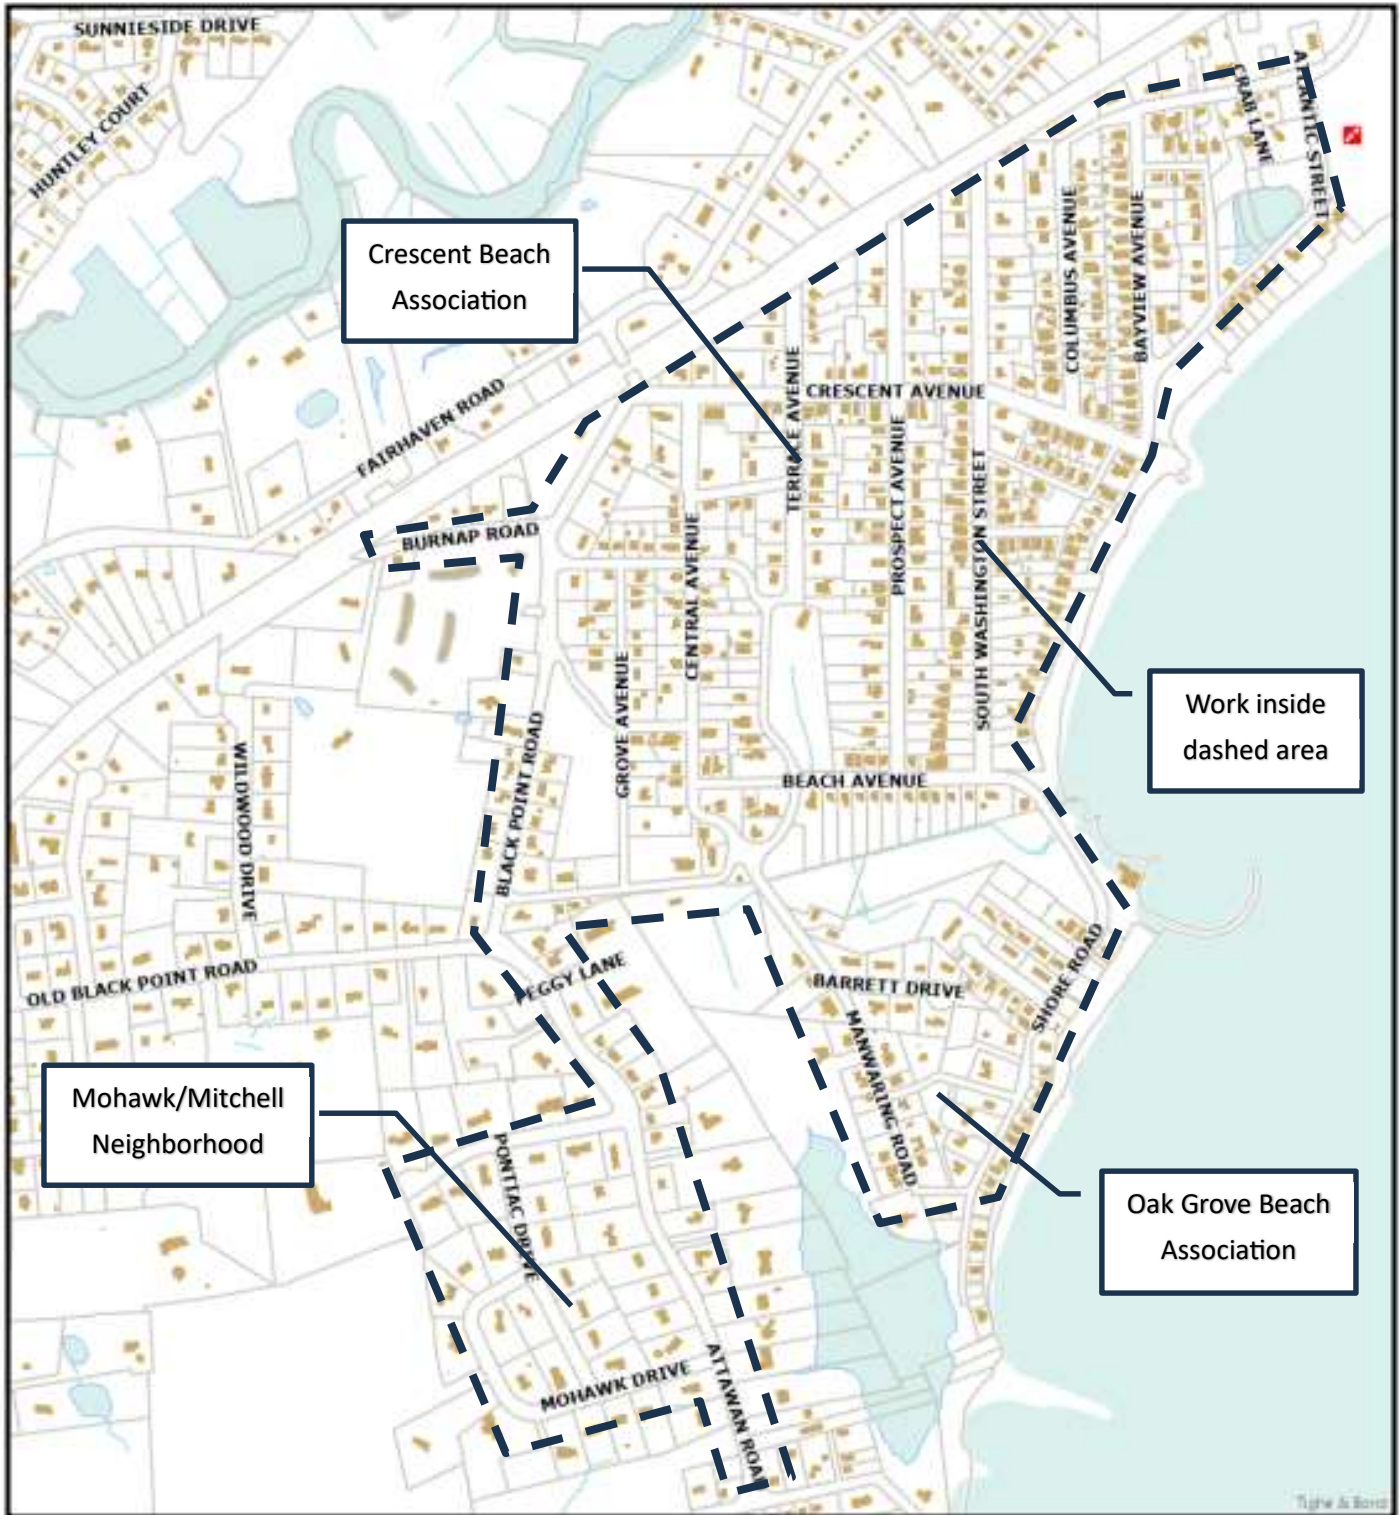 SUNNIESIDE DRIVE
HUNTLEY COURT
ATLANTIC STREET
CRAB LANE
COLUMBUS AVENUE
BAYVIEW AVENUE
Crescent Beach
Association
FAIRHAVEN ROAD
TERRACE AVENUE
CRESCENT AVENUE
PROSPECT AVENUE
SOUTH WASHINGTON STREET
BURNAP ROAD
CENTRAL AVENUE
GROVE AVENUE
BLACK POINT ROAD
Work inside
dashed area
WILDWOOD DRIVE
BEACH AVENUE
OLD BLACK POINT ROAD
PEGGY LANE
BARRETT DRIVE
SHORE ROAD
MANWARING ROAD
Mohawk/Mitchell
Neighborhood
PONTIAC DRIVE
Oak Grove Beach
Association
MOHAWK DRIVE
ATTAWAN ROAD
Tighe & Bond